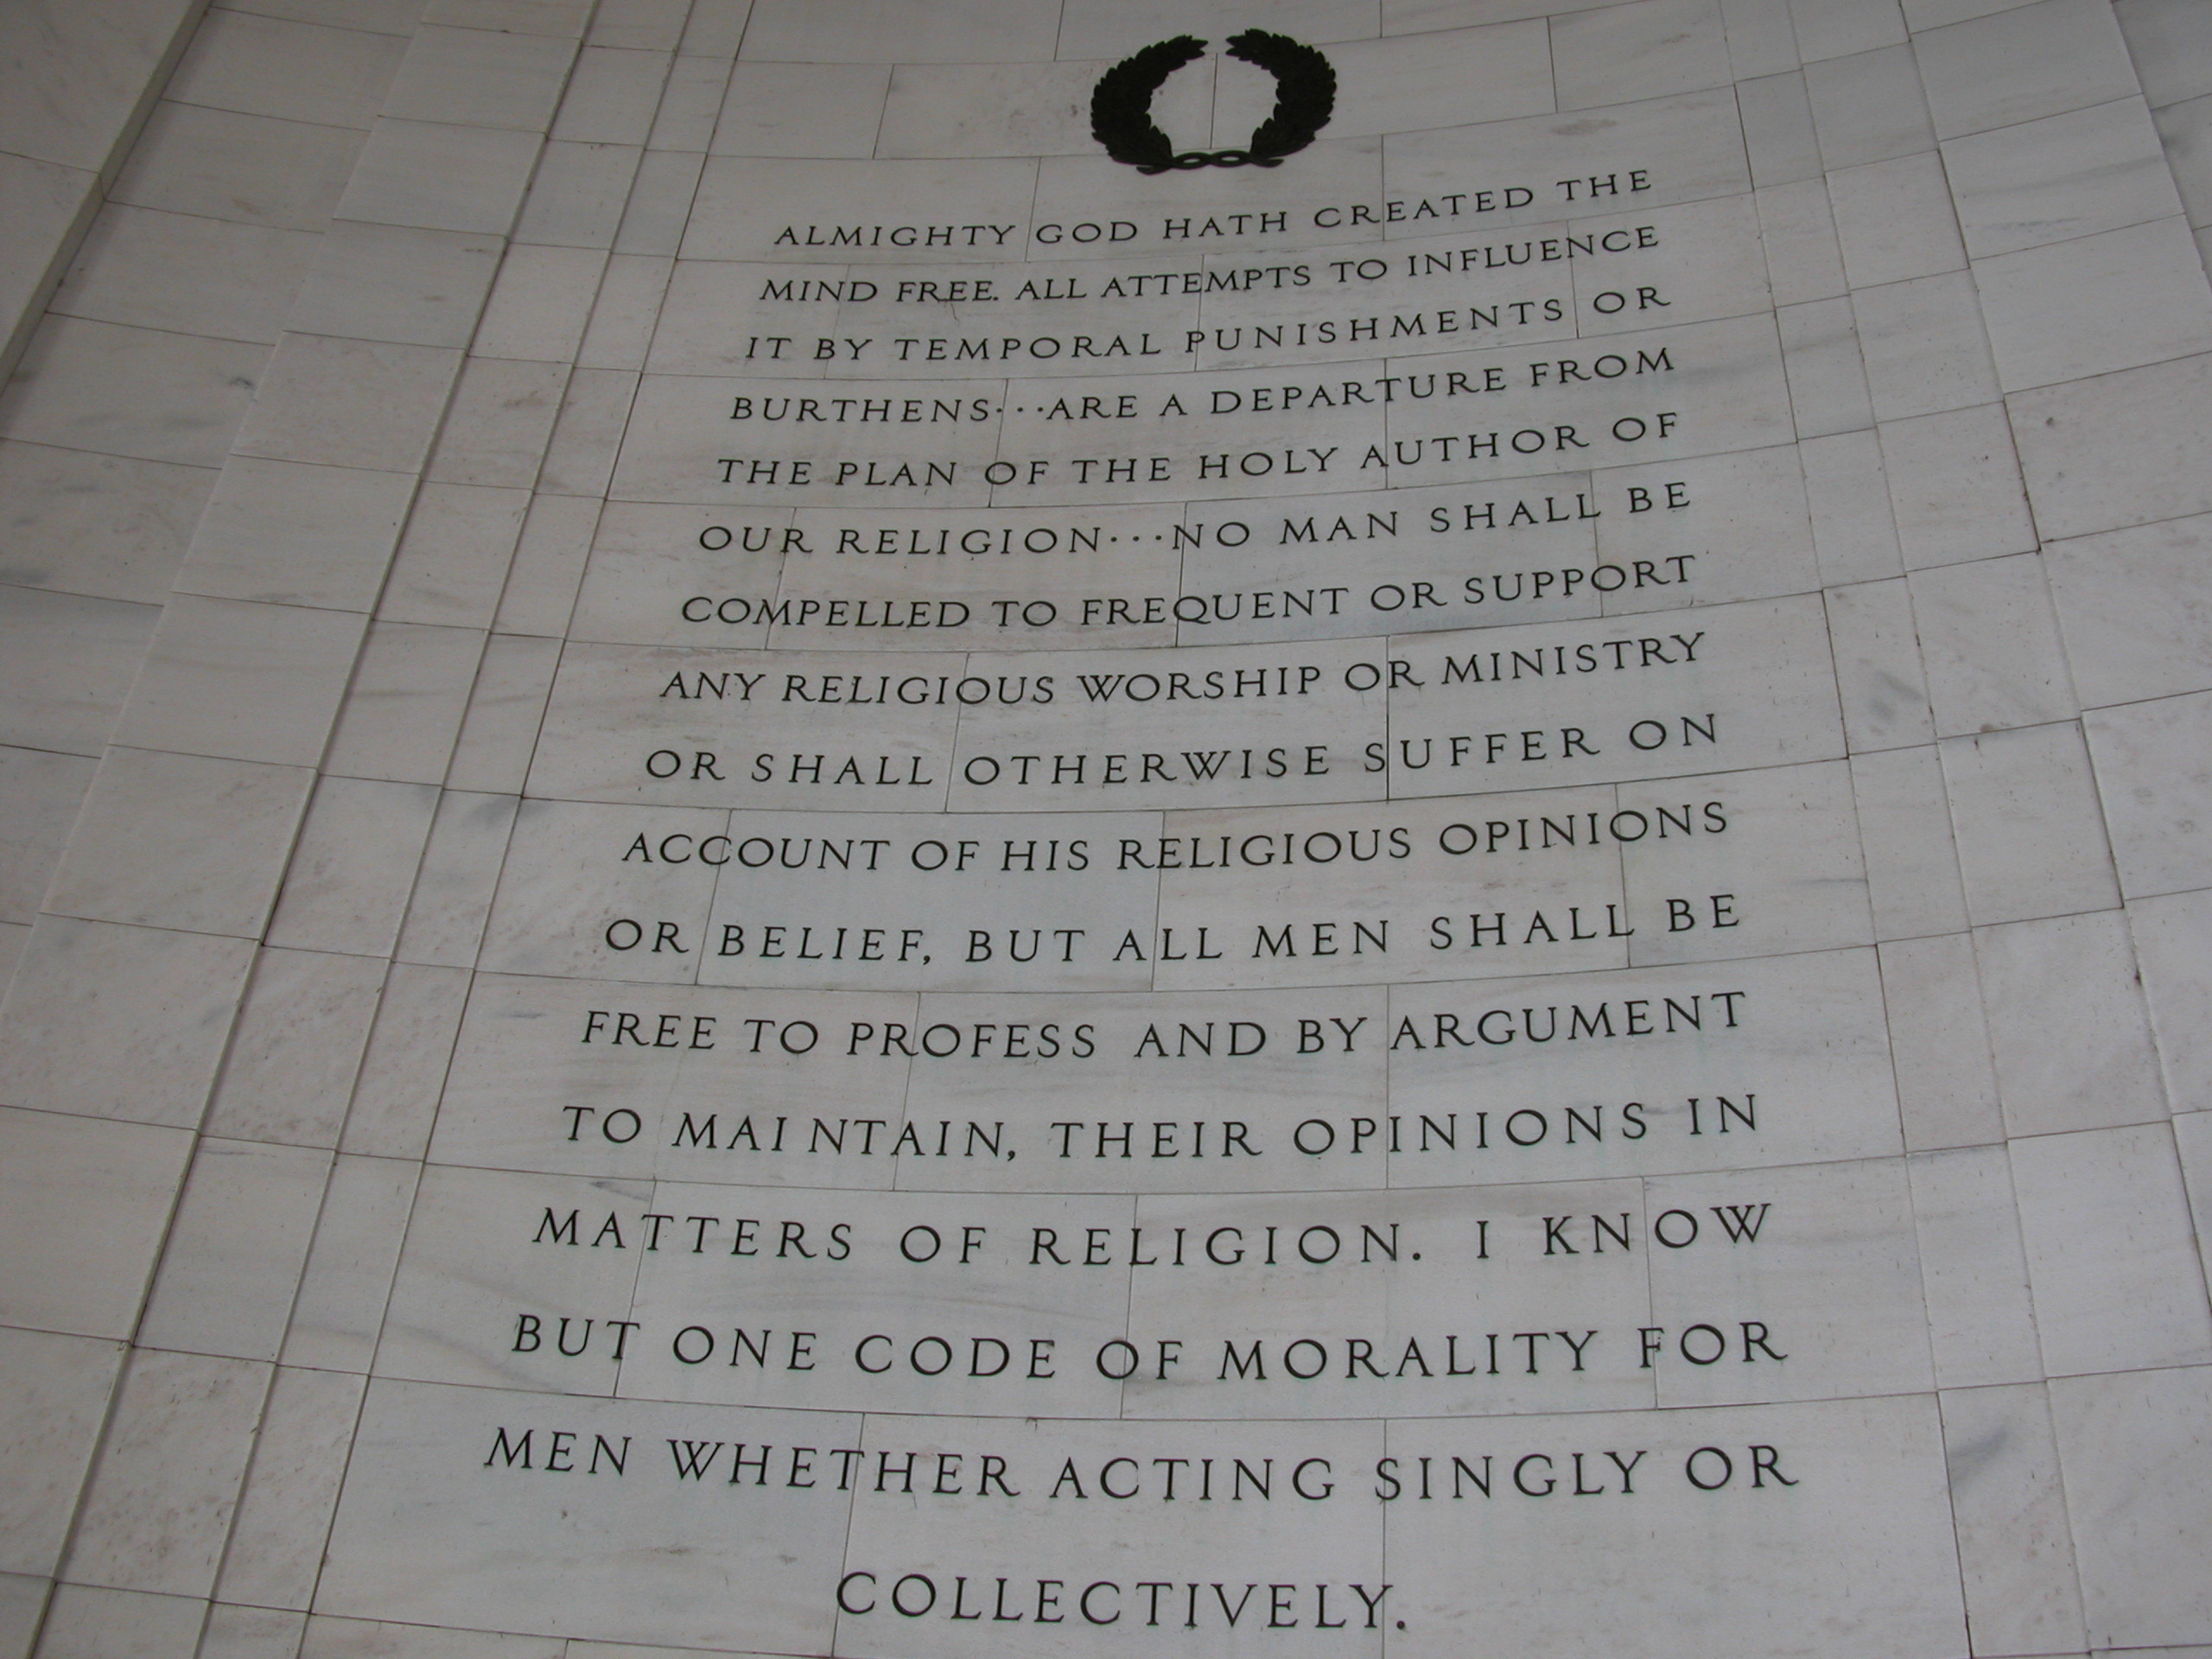 ALMIGHTY GOD HATH CREATED THE
MIND FREE. ALL ATTEMPTS TO INFLUENCE
IT BY TEMPORAL PUNISHMENTS OR
BURTHENS···ARE A DEPARTURE FROM
THE PLAN OF THE HOLY AUTHOR OF
OUR RELIGION···NO MAN SHALL BE
COMPELLED TO FREQUENT OR SUPPORT
ANY RELIGIOUS WORSHIP OR MINISTRY
OR SHALL OTHERWISE SUFFER ON
ACCOUNT OF HIS RELIGIOUS OPINIONS
OR BELIEF, BUT ALL MEN SHALL BE
FREE TO PROFESS AND BY ARGUMENT
TO MAINTAIN, THEIR OPINIONS IN
MATTERS OF RELIGION. I KNOW
BUT ONE CODE OF MORALITY FOR
MEN WHETHER ACTING SINGLY OR
COLLECTIVELY.